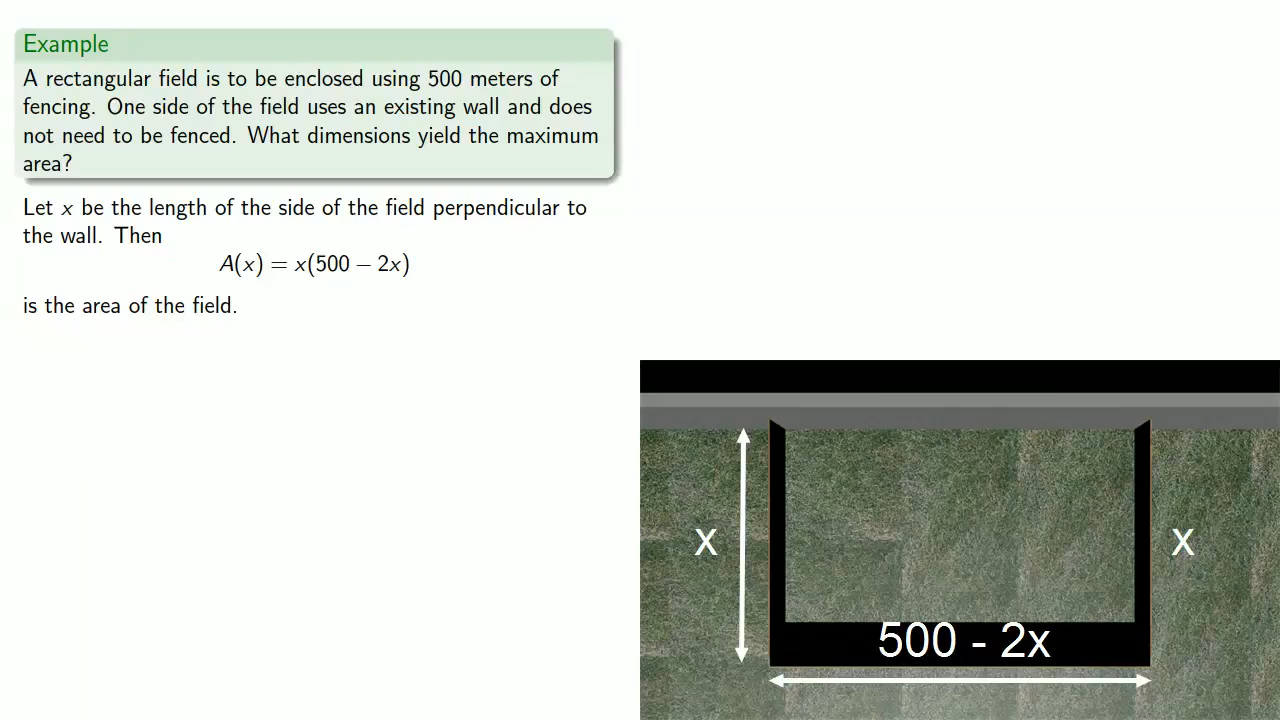 Example
A rectangular field is to be enclosed using 500 meters of
fencing. One side of the field uses an existing wall and does
not need to be fenced. What dimensions yield the maximum
area?
Let x be the length of the side of the field perpendicular to
the wall. Then
A(x) = x(500 − 2x)
is the area of the field.
x
x
500 - 2x